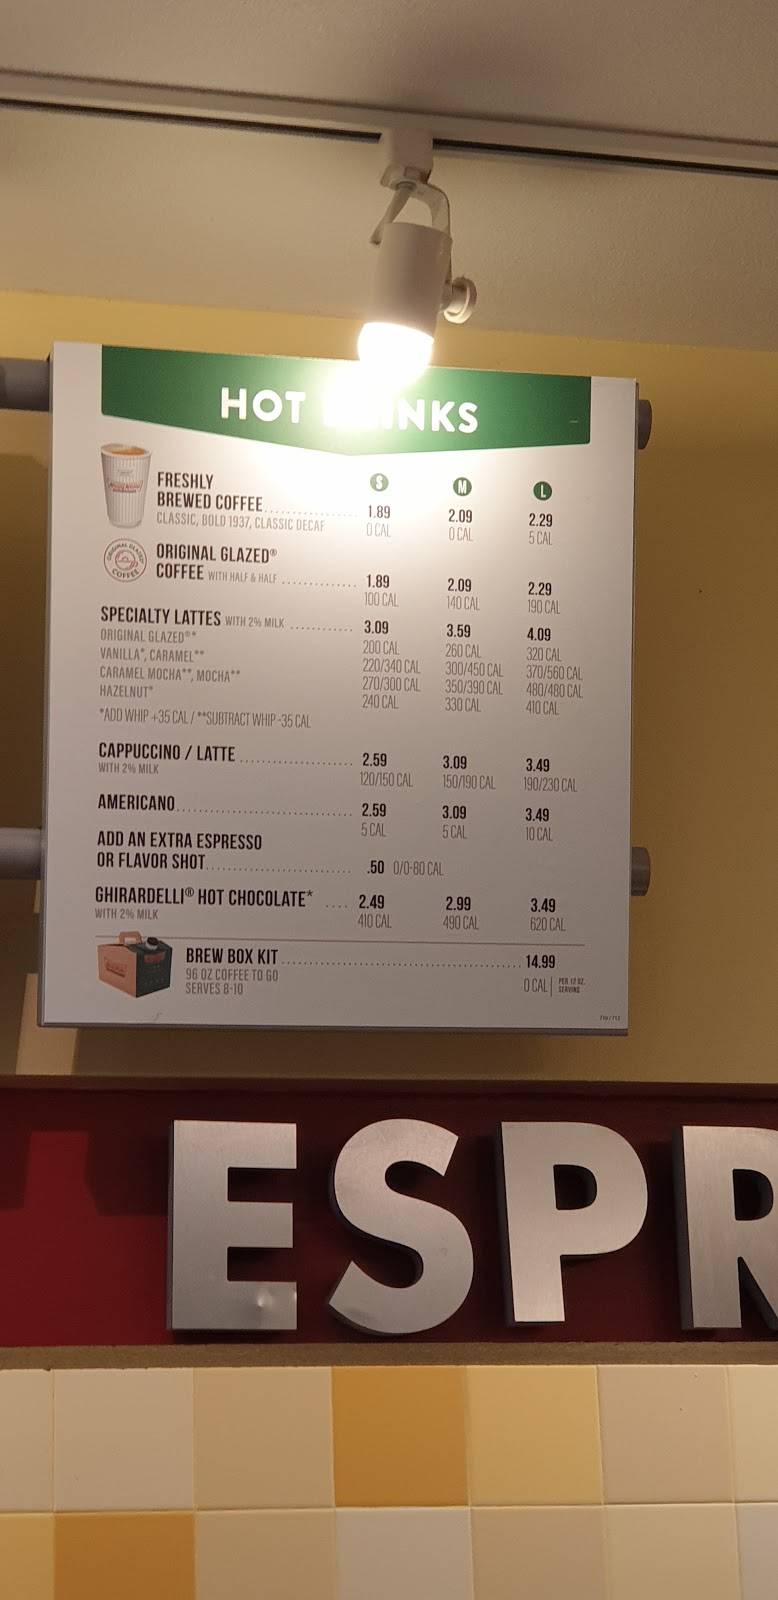 HOT DRINKS
S M L
FRESHLY
BREWED COFFEE 1.89 2.09 2.29
CLASSIC, BOLD 1937, CLASSIC DECAF 0 CAL 0 CAL 5 CAL
ORIGINAL GLAZED®
COFFEE WITH HALF & HALF 1.89 2.09 2.29
100 CAL 140 CAL 190 CAL
ORIGINAL GLAZED
COFFEE
SPECIALTY LATTES WITH 2% MILK 3.09 3.59 4.09
ORIGINAL GLAZED®* 200 CAL 260 CAL 320 CAL
VANILLA*, CARAMEL** 220/340 CAL 300/450 CAL 370/560 CAL
CARAMEL MOCHA**, MOCHA** 270/300 CAL 350/390 CAL 480/480 CAL
HAZELNUT* 240 CAL 330 CAL 410 CAL
*ADD WHIP +35 CAL / **SUBTRACT WHIP -35 CAL
CAPPUCCINO / LATTE 2.59 3.09 3.49
WITH 2% MILK 120/150 CAL 150/190 CAL 190/230 CAL
AMERICANO 2.59 3.09 3.49
5 CAL 5 CAL 10 CAL
ADD AN EXTRA ESPRESSO
OR FLAVOR SHOT .50 0/0-80 CAL
GHIRARDELLI® HOT CHOCOLATE* 2.49 2.99 3.49
WITH 2% MILK 410 CAL 490 CAL 620 CAL
BREW BOX KIT 14.99
96 OZ COFFEE TO GO 0 CAL PER 12 OZ.
SERVES 8-10 SERVING
ESPR